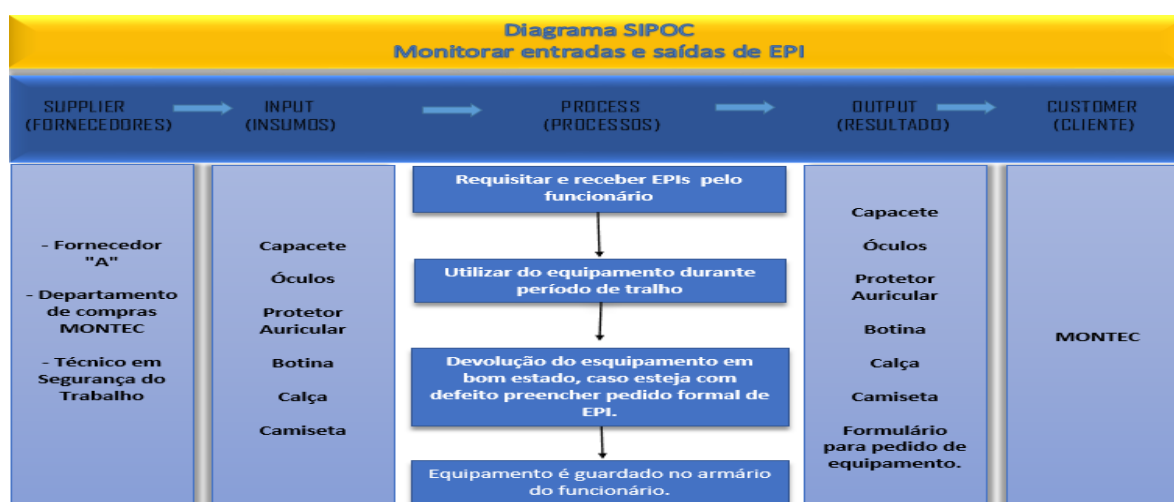 Diagrama SIPOC
Monitorar entradas e saídas de EPI
SUPPLIER
(FORNECEDORES)
INPUT
(INSUMOS)
PROCESS
(PROCESSOS)
OUTPUT
(RESULTADO)
CUSTOMER
(CLIENTE)
- Fornecedor
"A"
- Departamento
de compras
MONTEC
- Técnico em
Segurança do
Trabalho
Capacete
Óculos
Protetor
Auricular
Botina
Calça
Camiseta
Requisitar e receber EPIs pelo
funcionário
Utilizar do equipamento durante
período de tralho
Devolução do esquipamento em
bom estado, caso esteja com
defeito preencher pedido formal de
EPI.
Equipamento é guardado no armário
do funcionário.
Capacete
Óculos
Protetor
Auricular
Botina
Calça
Camiseta
Formulário
para pedido de
equipamento.
MONTEC